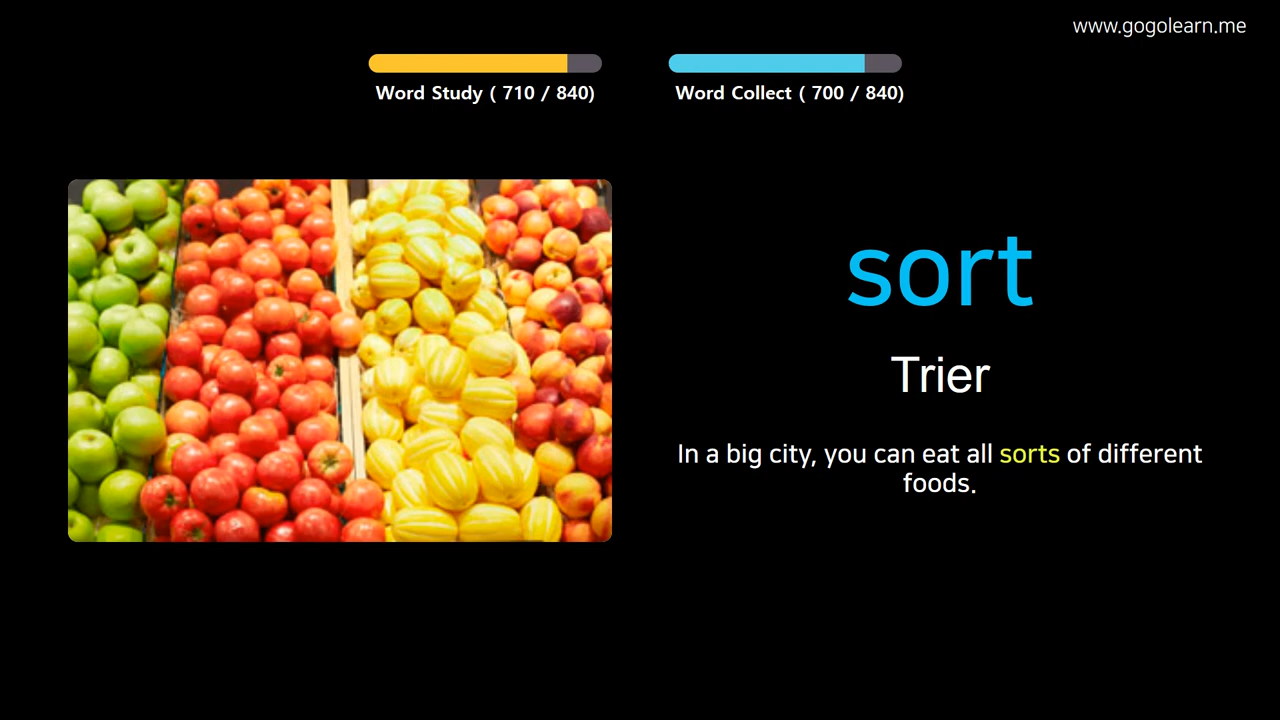 www.gogolearn.me
Word Study ( 710 / 840)
Word Collect ( 700 / 840)
sort
Trier
In a big city, you can eat all sorts of different
foods.